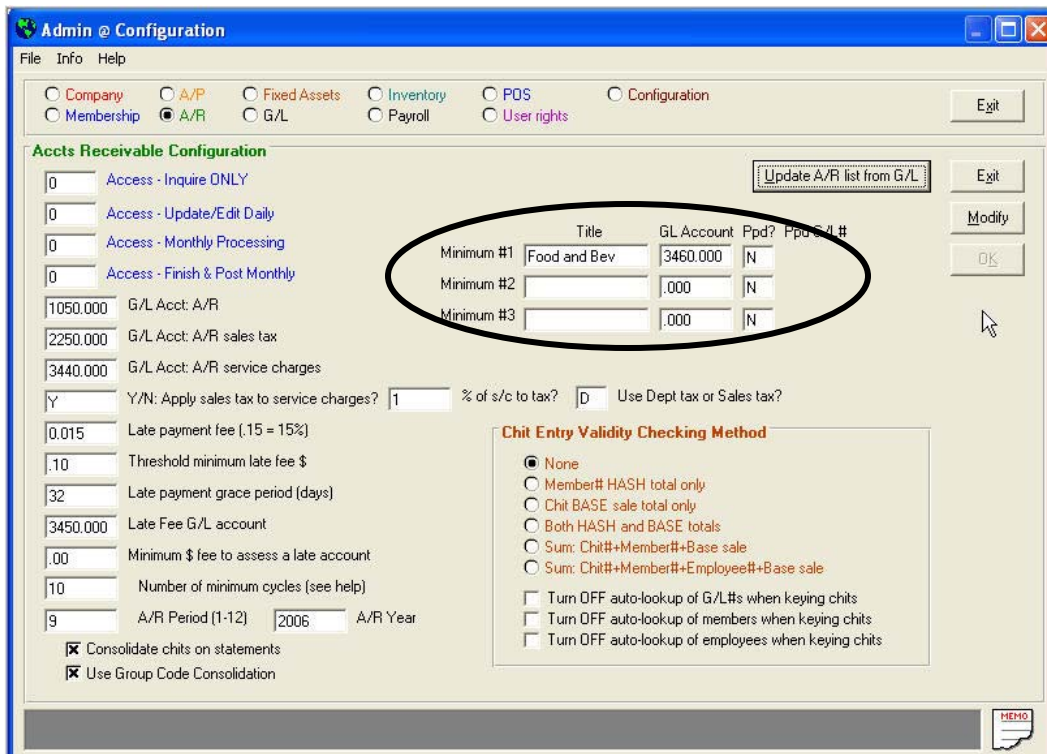 Admin @ Configuration
File Info Help
Company A/P Fixed Assets Inventory POS Configuration
Membership A/R G/L Payroll User rights
Exit
Accts Receivable Configuration
0 Access - Inquire ONLY
Update A/R list from G/L
Exit
0 Access - Update/Edit Daily
Modify
0 Access - Monthly Processing
OK
0 Access - Finish & Post Monthly
Title GL Account Ppd? Ppd G/L#
Minimum #1 Food and Bev 3460.000 N
Minimum #2 .000 N
Minimum #3 .000 N
1050.000 G/L Acct: A/R
2250.000 G/L Acct: A/R sales tax
3440.000 G/L Acct: A/R service charges
Y Y/N: Apply sales tax to service charges? 1 % of s/c to tax? D Use Dept tax or Sales tax?
0.015 Late payment fee (.15 = 15%)
.10 Threshold minimum late fee $
32 Late payment grace period (days)
3450.000 Late Fee G/L account
.00 Minimum $ fee to assess a late account
10 Number of minimum cycles (see help)
9 A/R Period (1-12) 2006 A/R Year
Consolidate chits on statements
Use Group Code Consolidation
Chit Entry Validity Checking Method
None
Member# HASH total only
Chit BASE sale total only
Both HASH and BASE totals
Sum: Chit#+Member#+Base sale
Sum: Chit#+Member#+Employee#+Base sale
Turn OFF auto-lookup of G/L#s when keying chits
Turn OFF auto-lookup of members when keying chits
Turn OFF auto-lookup of employees when keying chits
MEMO